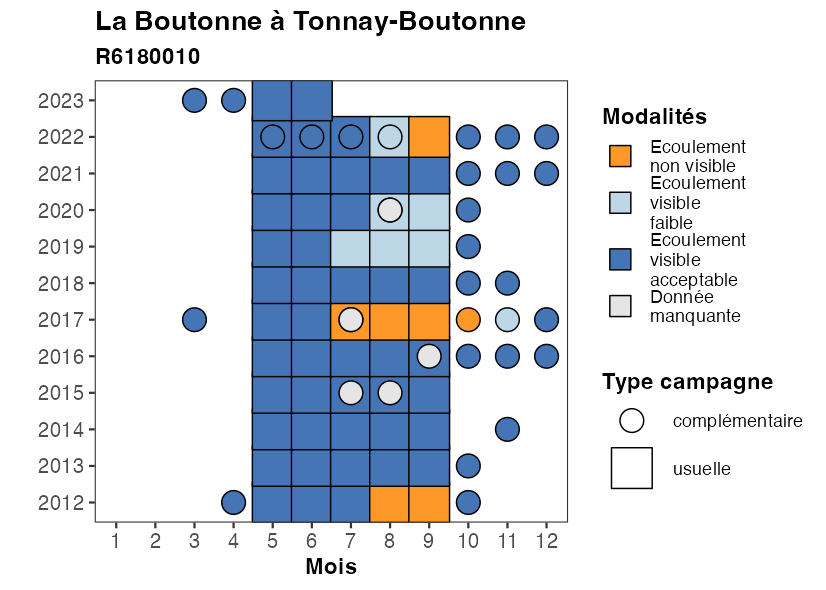 La Boutonne à Tonnay-Boutonne
R6180010
2023
2022
2021
2020
2019
2018
2017
2016
2015
2014
2013
2012
1 2 3 4 5 6 7 8 9 10 11 12
Mois
Modalités
Ecoulement
non visible
Ecoulement
visible
faible
Ecoulement
visible
acceptable
Donnée
manquante
Type campagne
complémentaire
usuelle